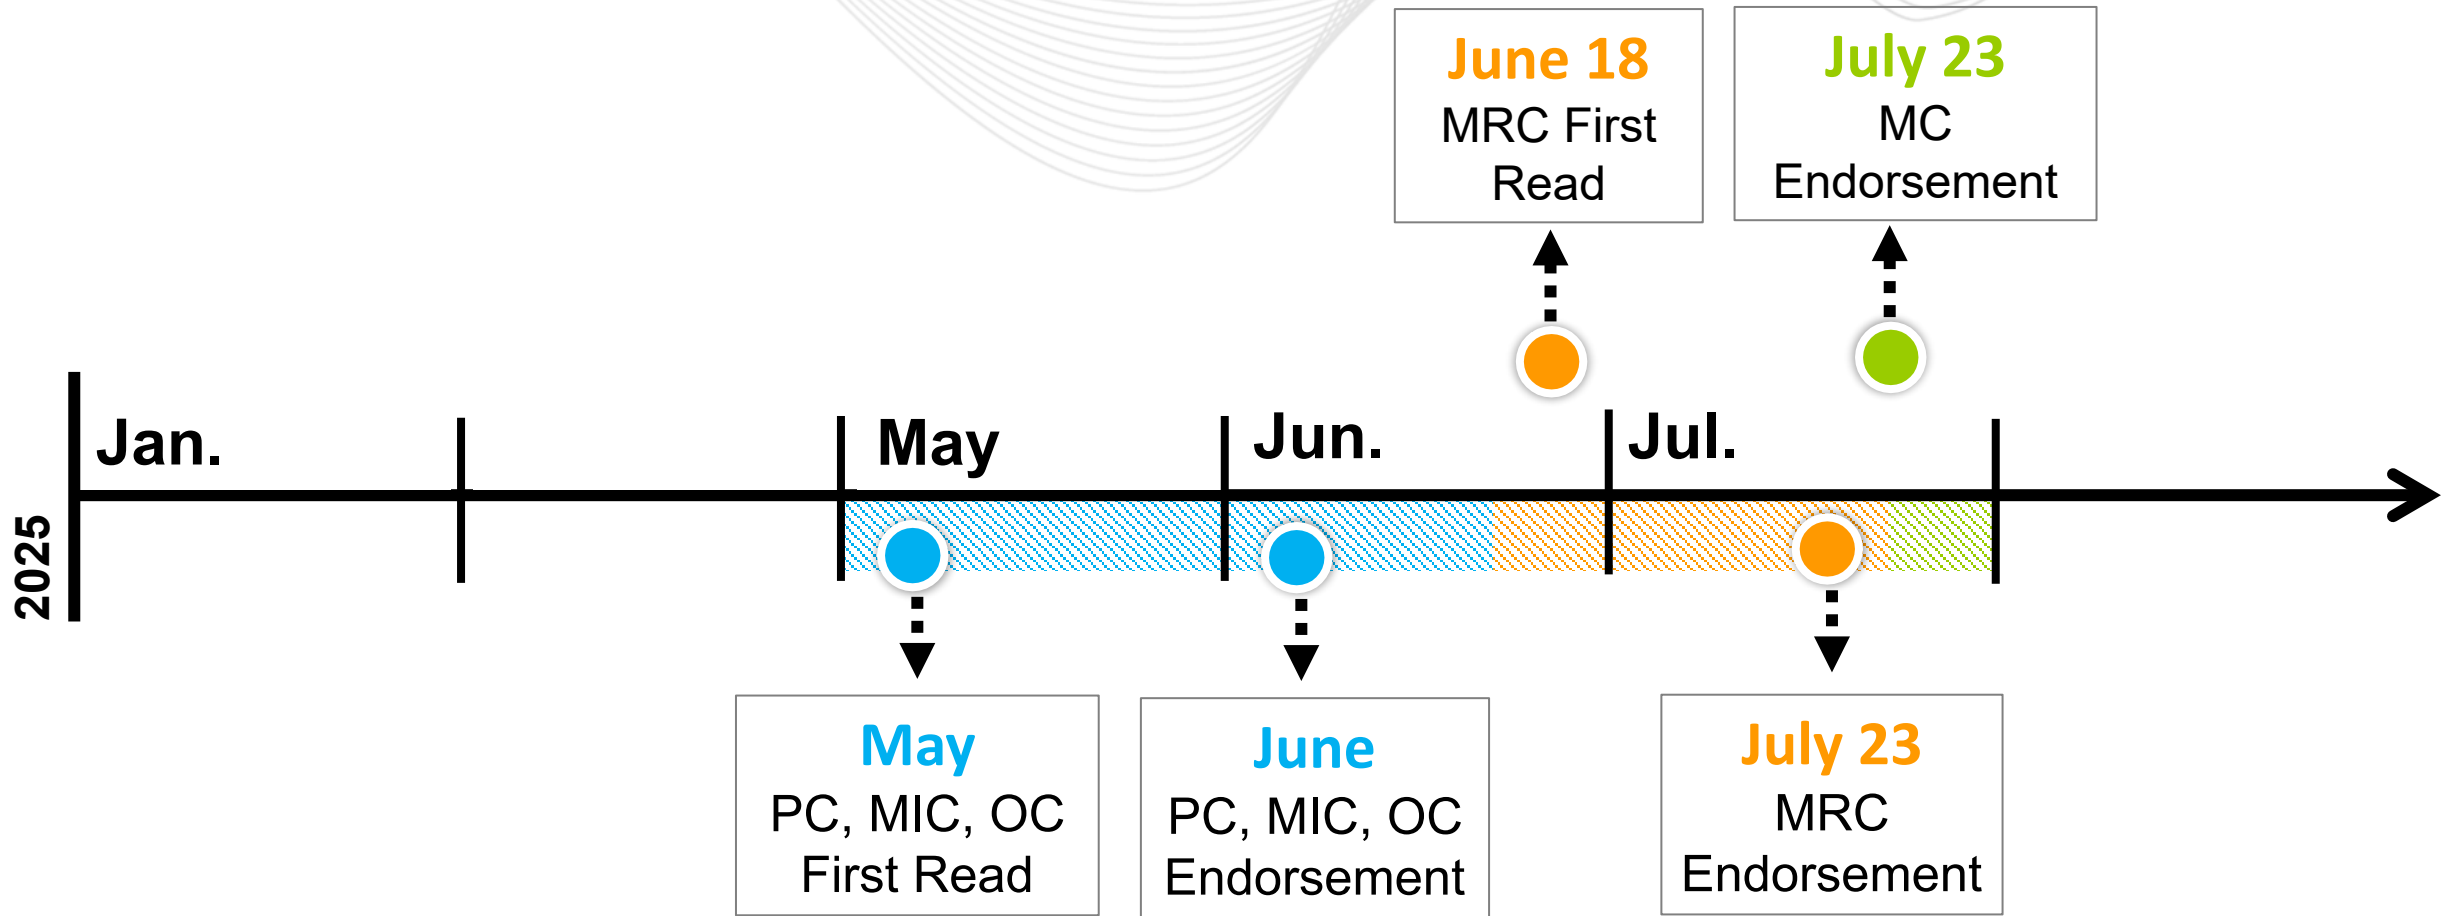 June 18
MRC First
Read
July 23
MC
Endorsement
2025
Jan.
May
Jun.
Jul.
May
PC, MIC, OC
First Read
June
PC, MIC, OC
Endorsement
July 23
MRC
Endorsement